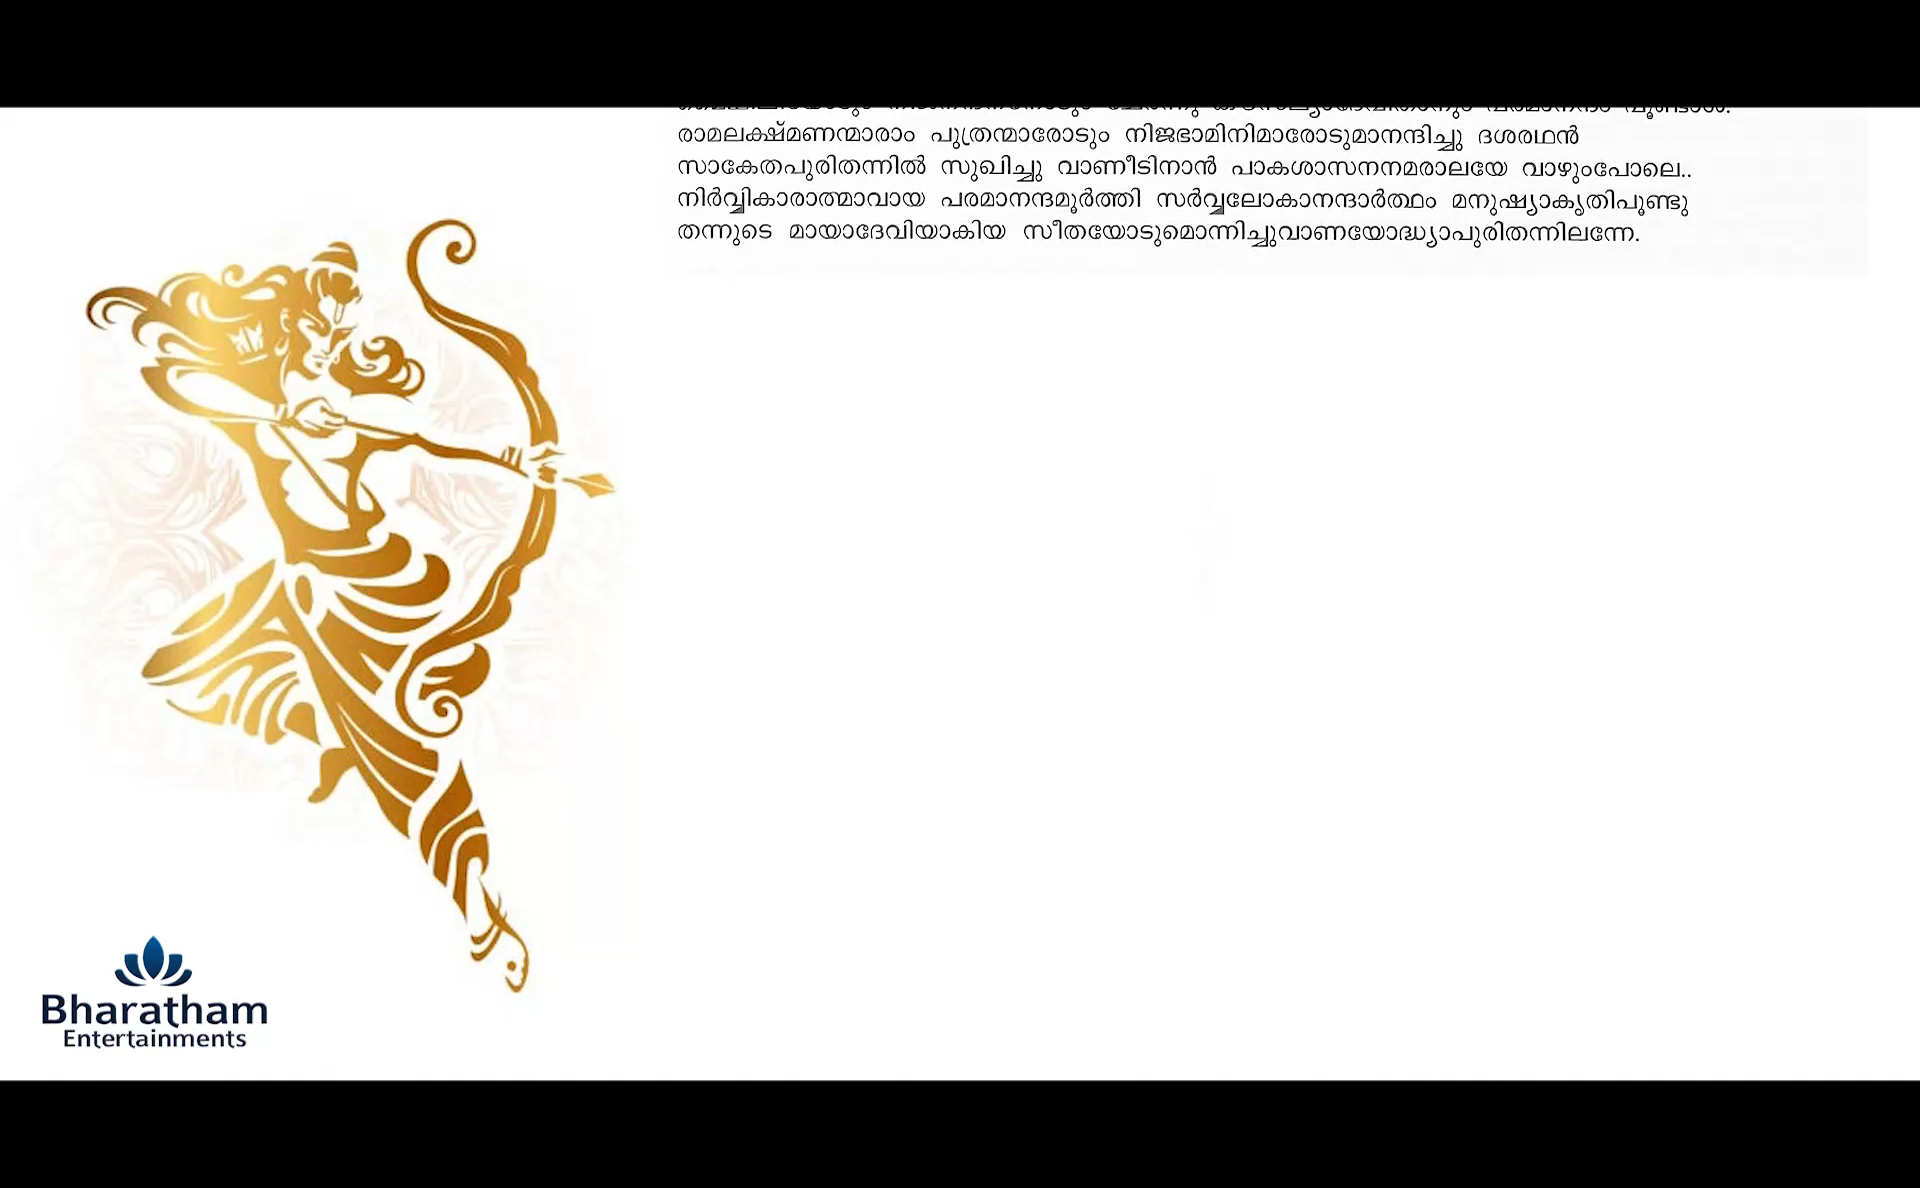 രാമലക്ഷ്മണന്മാരാം പുത്രന്മാരോടും നിജഭാമിനിമാരോടുമാനന്ദിച്ചു ദശരഥൻ
സാകേതപുരിതന്നിൽ സുഖിച്ചു വാണീടിനാൻ പാകശാസനനമരാലയേ വാഴുംപോലെ..
നിർവ്വികാരാത്മാവായ പരമാനന്ദമൂർത്തി സർവ്വലോകാനന്ദാർത്ഥം മനുഷ്യാകൃതിപൂണ്ടു
തന്നുടെ മായാദേവിയാകിയ സീതയോടുമൊന്നിച്ചുവാണയോദ്ധ്യാപുരിതന്നിലന്നേ.
Bharatham
Entertainments